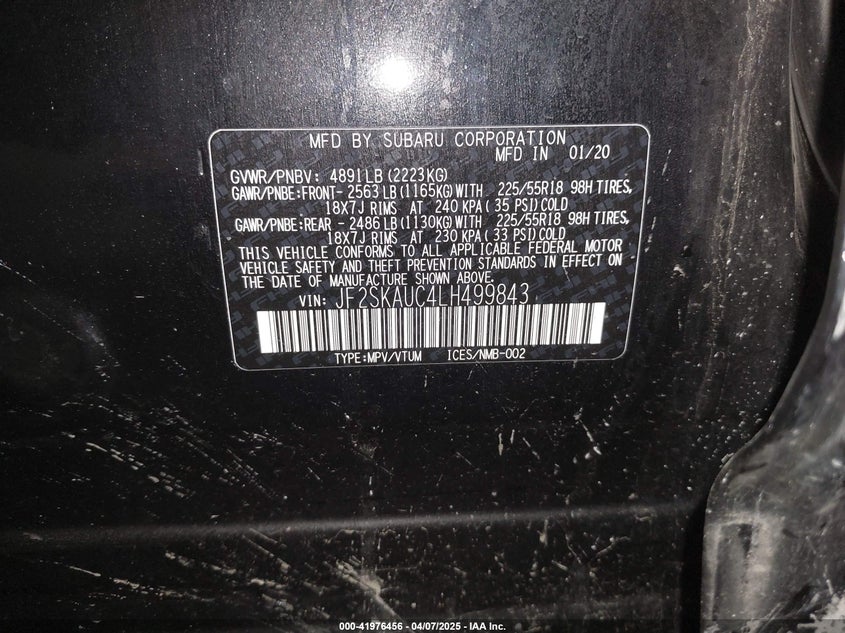 MFD BY SUBARU CORPORATION
MFD IN 01/20
GVWR/PNBV: 4891LB (2223KG)
GAWR/PNBE:FRONT- 2563 LB (1165KG) WITH 225/55R18 98H TIRES,
18X7J RIMS AT 240 KPA ( 35 PSI) COLD
GAWR/PNBE:REAR - 2486 LB (1130KG) WITH 225/55R18 98H TIRES,
18X7J RIMS AT 230 KPA ( 33 PSI) COLD
THIS VEHICLE CONFORMS TO ALL APPLICABLE FEDERAL MOTOR
VEHICLE SAFETY AND THEFT PREVENTION STANDARDS IN EFFECT ON
THE DATE OF MANUFACTURE SHOWN ABOVE.
VIN: JF2SKAUC4LH499843
TYPE:MPV/VTUM ICES/NMB-002
000-41976456 - 04/07/2025 - IAA Inc.